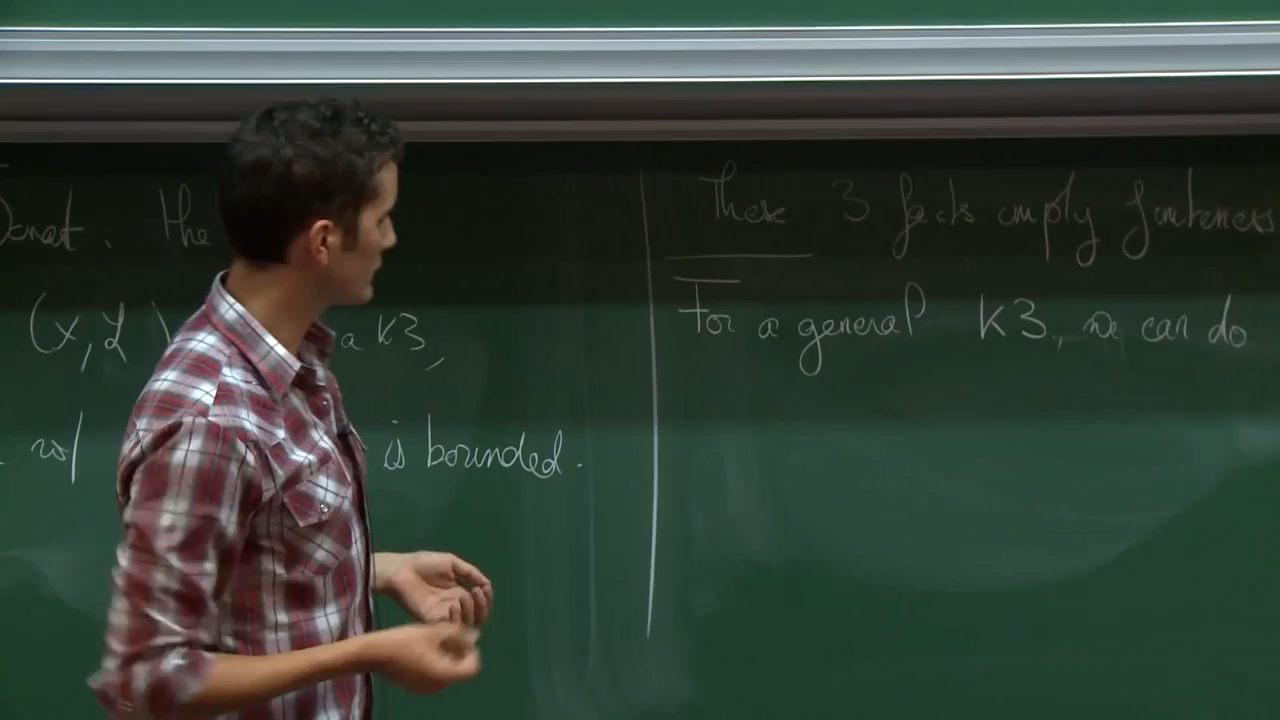 Donat : the
(X, L) a K3,
w/ is bounded.
These 3 facts imply finiteness
For a general K3, we can do